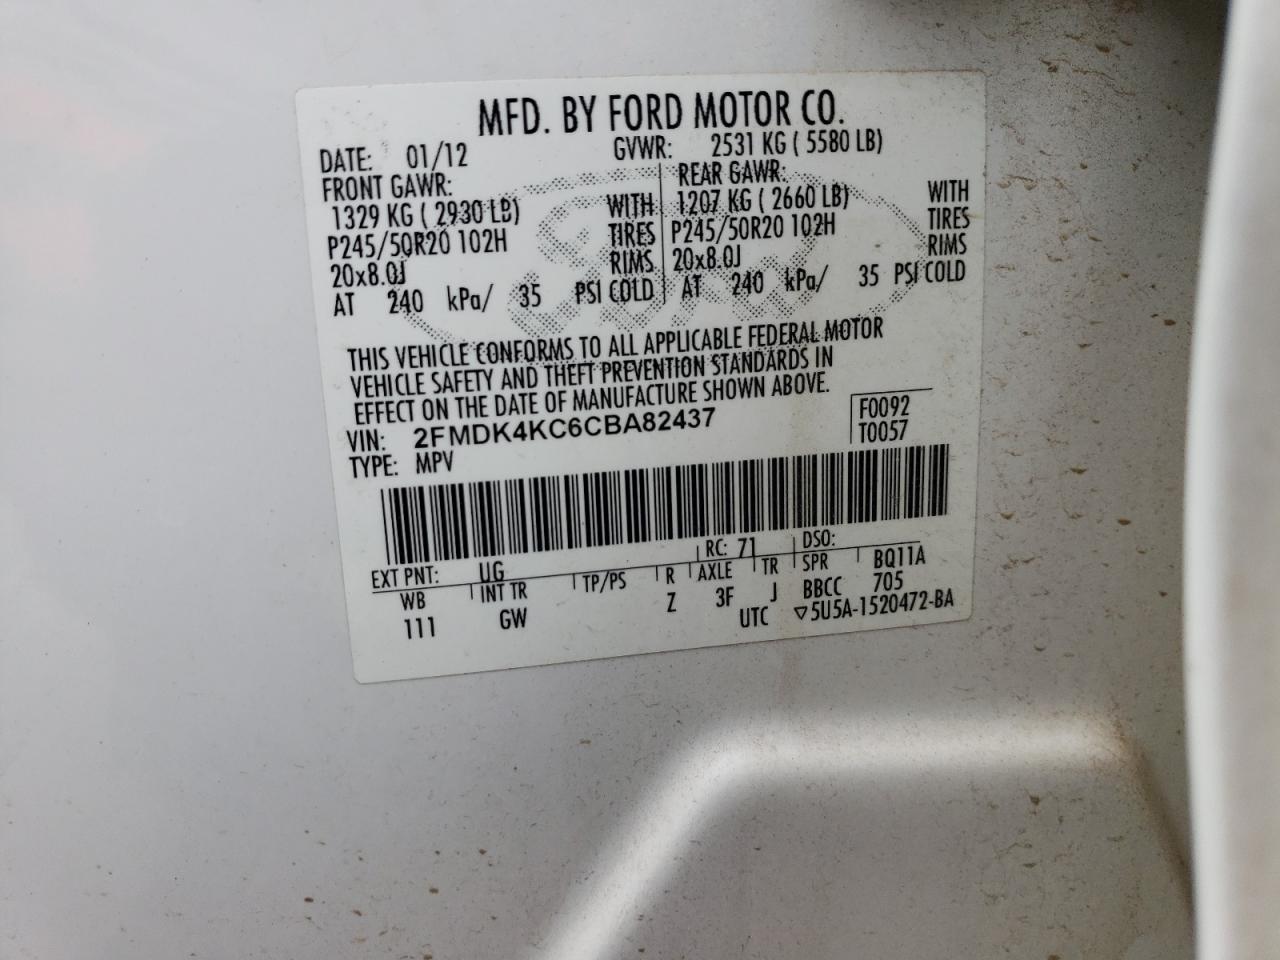 MFD. BY FORD MOTOR CO.
DATE: 01/12 GVWR: 2531 KG ( 5580 LB)
FRONT GAWR: REAR GAWR:
1329 KG ( 2930 LB) WITH 1207 KG ( 2660 LB) WITH
P245/50R20 102H TIRES P245/50R20 102H TIRES
20x8.0J RIMS 20x8.0J RIMS
AT 240 kPa/ 35 PSI COLD AT 240 kPa/ 35 PSI COLD
THIS VEHICLE CONFORMS TO ALL APPLICABLE FEDERAL MOTOR
VEHICLE SAFETY AND THEFT PREVENTION STANDARDS IN
EFFECT ON THE DATE OF MANUFACTURE SHOWN ABOVE.
VIN: 2FMDK4KC6CBA82437 F0092
TYPE: MPV T0057
EXT PNT: UG RC: 71 DSO:
WB INT TR TP/PS R AXLE TR SPR BQ11A
111 GW Z 3F J BBCC 705
UTC ▽5U5A-1520472-BA